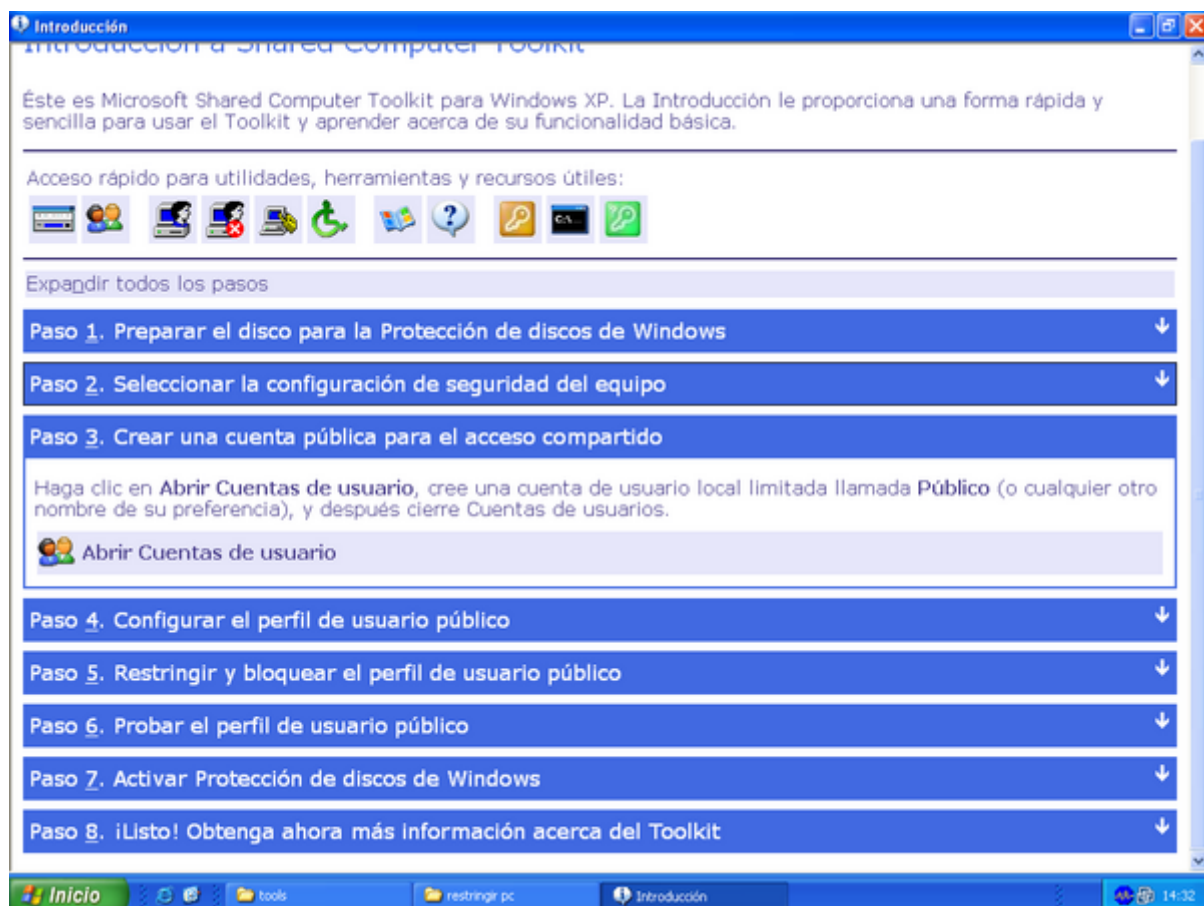 Introducción
Introducción a Shared Computer Toolkit
Éste es Microsoft Shared Computer Toolkit para Windows XP. La Introducción le proporciona una forma rápida y
sencilla para usar el Toolkit y aprender acerca de su funcionalidad básica.
Acceso rápido para utilidades, herramientas y recursos útiles:
C:\
Expandir todos los pasos
Paso 1. Preparar el disco para la Protección de discos de Windows
Paso 2. Seleccionar la configuración de seguridad del equipo
Paso 3. Crear una cuenta pública para el acceso compartido
Haga clic en Abrir Cuentas de usuario, cree una cuenta de usuario local limitada llamada Público (o cualquier otro
nombre de su preferencia), y después cierre Cuentas de usuarios.
Abrir Cuentas de usuario
Paso 4. Configurar el perfil de usuario público
Paso 5. Restringir y bloquear el perfil de usuario público
Paso 6. Probar el perfil de usuario público
Paso 7. Activar Protección de discos de Windows
Paso 8. ¡Listo! Obtenga ahora más información acerca del Toolkit
Inicio tools restringir pc Introducción 14:32